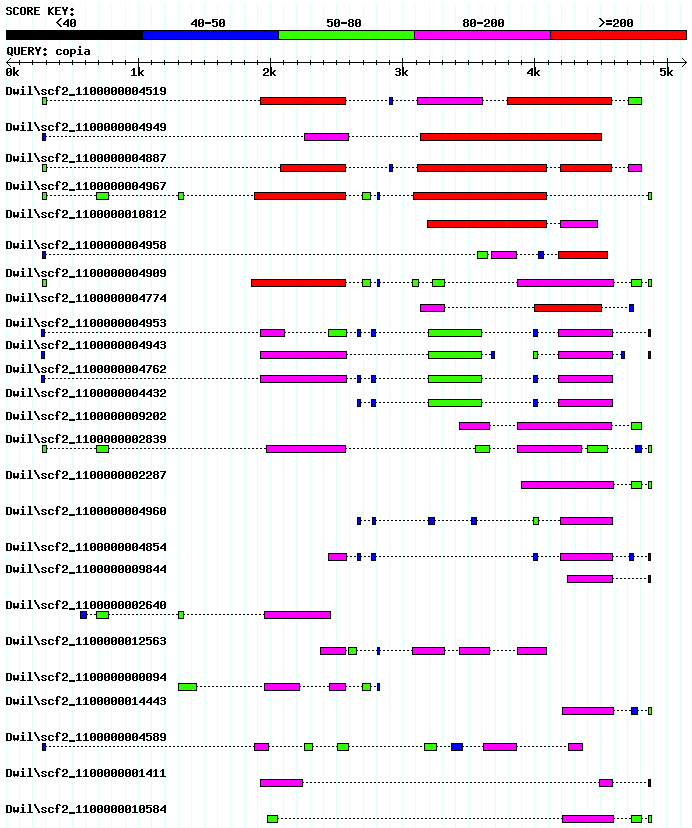 SCORE KEY:
<40 40-50 50-80 80-200 >=200
QUERY: copia
0k 1k 2k 3k 4k 5k
Dwil\scf2_1100000004519
Dwil\scf2_1100000004949
Dwil\scf2_1100000004887
Dwil\scf2_1100000004967
Dwil\scf2_1100000010812
Dwil\scf2_1100000004958
Dwil\scf2_1100000004909
Dwil\scf2_1100000004774
Dwil\scf2_1100000004953
Dwil\scf2_1100000004943
Dwil\scf2_1100000004762
Dwil\scf2_1100000004432
Dwil\scf2_1100000009202
Dwil\scf2_1100000002839
Dwil\scf2_1100000002287
Dwil\scf2_1100000004960
Dwil\scf2_1100000004854
Dwil\scf2_1100000009844
Dwil\scf2_1100000002640
Dwil\scf2_1100000012563
Dwil\scf2_1100000000094
Dwil\scf2_1100000014443
Dwil\scf2_1100000004589
Dwil\scf2_1100000001411
Dwil\scf2_1100000010584